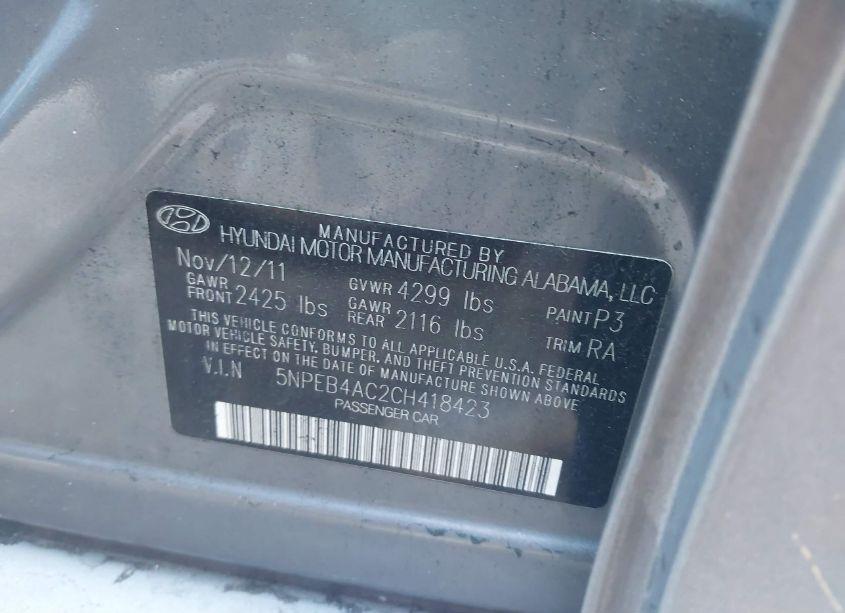 MANUFACTURED BY
HYUNDAI MOTOR MANUFACTURING ALABAMA, LLC
Nov/12/11 GVWR 4299 lbs PAINT P3
GAWR FRONT 2425 lbs GAWR REAR 2116 lbs TRIM RA
THIS VEHICLE CONFORMS TO ALL APPLICABLE U.S.A. FEDERAL
MOTOR VEHICLE SAFETY, BUMPER, AND THEFT PREVENTION STANDARDS
IN EFFECT ON THE DATE OF MANUFACTURE SHOWN ABOVE
V.I.N 5NPEB4AC2CH418423
PASSENGER CAR